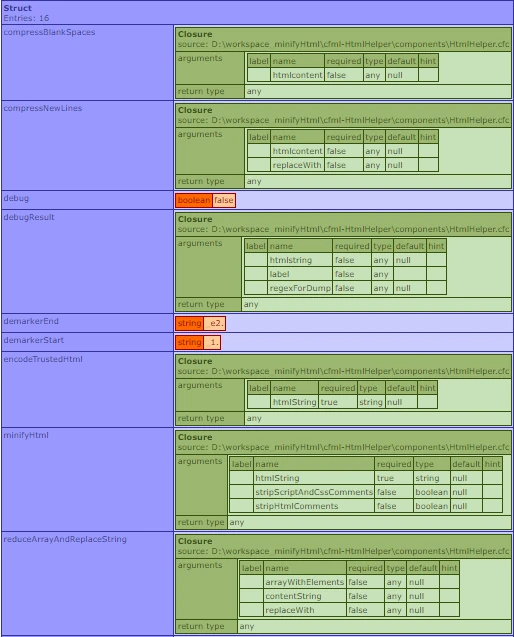 Struct
Entries: 16
compressBlankSpaces
Closure
source: D:\workspace_minifyHtml\cfml-HtmlHelper\components\HtmlHelper.cfc
arguments
label name required type default hint
htmlcontent false any null
return type any
compressNewLines
Closure
source: D:\workspace_minifyHtml\cfml-HtmlHelper\components\HtmlHelper.cfc
arguments
label name required type default hint
htmlcontent false any null
replaceWith false any null
return type any
debug boolean false
debugResult
Closure
source: D:\workspace_minifyHtml\cfml-HtmlHelper\components\HtmlHelper.cfc
arguments
label name required type default hint
htmlstring false any null
label false any
regexForDump false any null
return type any
demarkerEnd string e2.
demarkerStart string 1.
encodeTrustedHtml
Closure
source: D:\workspace_minifyHtml\cfml-HtmlHelper\components\HtmlHelper.cfc
arguments
label name required type default hint
htmlString true string null
return type any
minifyHtml
Closure
source: D:\workspace_minifyHtml\cfml-HtmlHelper\components\HtmlHelper.cfc
arguments
label name required type default hint
htmlString true string null
stripScriptAndCssComments false boolean null
stripHtmlComments false boolean null
return type any
reduceArrayAndReplaceString
Closure
source: D:\workspace_minifyHtml\cfml-HtmlHelper\components\HtmlHelper.cfc
arguments
label name required type default hint
arrayWithElements false any null
contentString false any null
replaceWith false any null
return type any